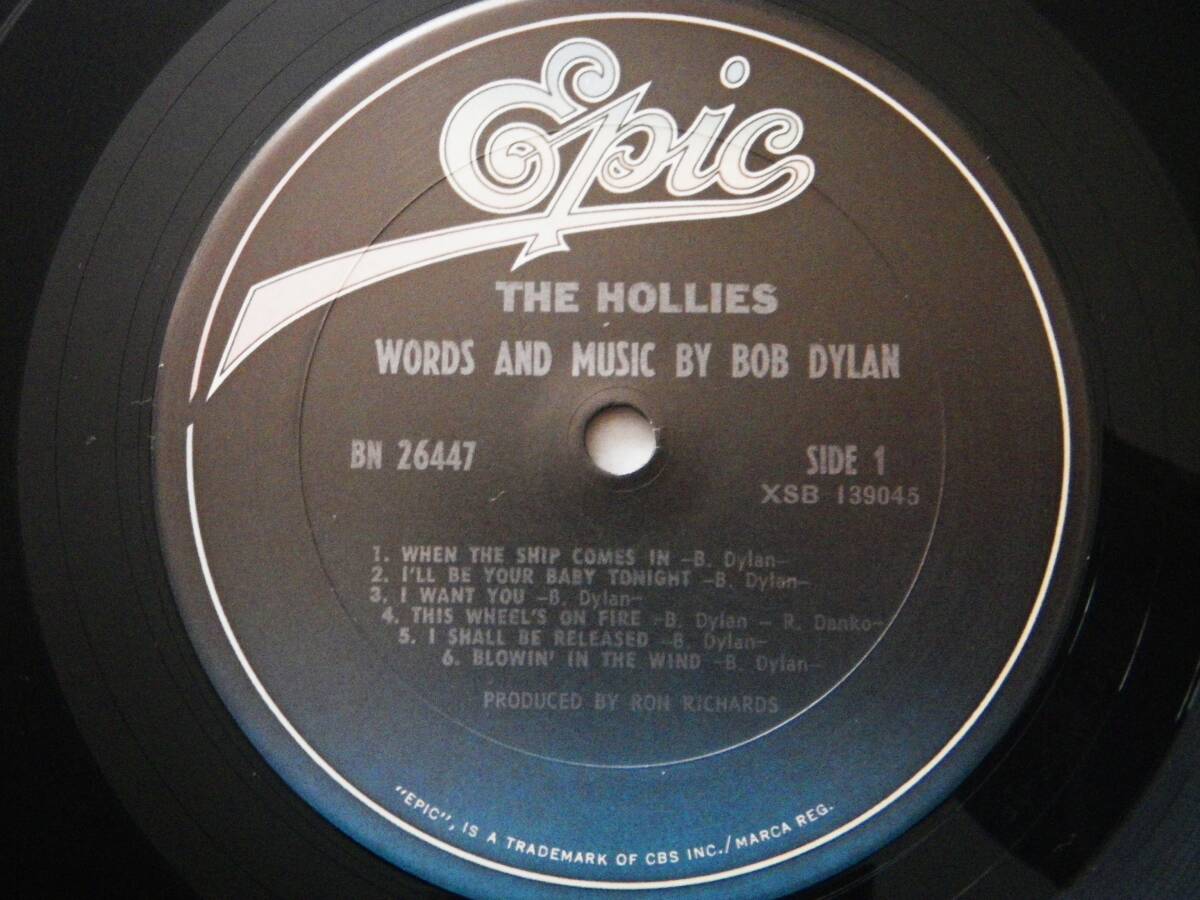 Epic
THE HOLLIES
WORDS AND MUSIC BY BOB DYLAN
BN 26447
SIDE 1
XSB 139045
1. WHEN THE SHIP COMES IN -B. Dylan-
2. I'LL BE YOUR BABY TONIGHT -B. Dylan-
3. I WANT YOU -B. Dylan-
4. THIS WHEEL'S ON FIRE -B. Dylan - R. Danko-
5. I SHALL BE RELEASED -B. Dylan-
6. BLOWIN' IN THE WIND -B. Dylan-
PRODUCED BY RON RICHARDS
"EPIC", IS A TRADEMARK OF CBS INC./MARCA REG.